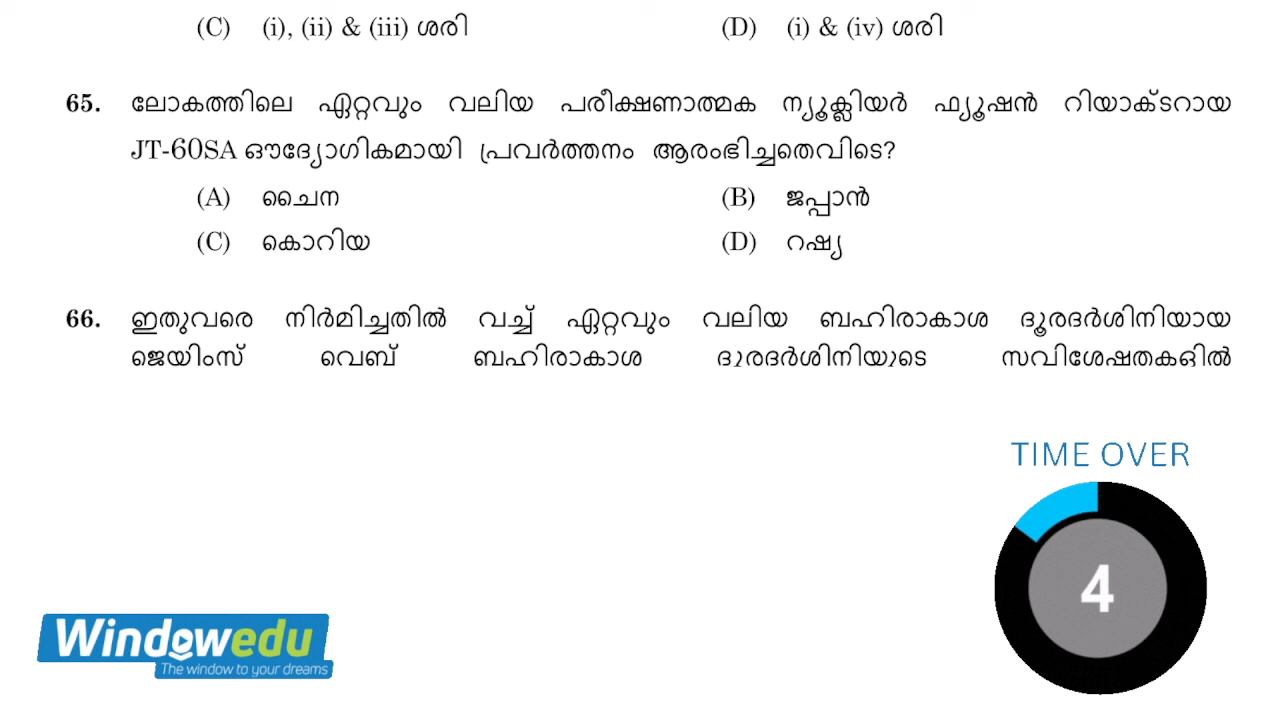 (C) (i), (ii) & (iii) ശരി (D) (i) & (iv) ശരി
65. ലോകത്തിലെ ഏറ്റവും വലിയ പരീക്ഷണാത്മക ന്യൂക്ലിയർ ഫ്യൂഷൻ റിയാക്ടറായ
JT-60SA ഔദ്യോഗികമായി പ്രവർത്തനം ആരംഭിച്ചതെവിടെ?
(A) ചൈന (B) ജപ്പാൻ
(C) കൊറിയ (D) റഷ്യ
66. ഇതുവരെ നിർമിച്ചതിൽ വച്ച് ഏറ്റവും വലിയ ബഹിരാകാശ ദൂരദർശിനിയായ
ജെയിംസ് വെബ് ബഹിരാകാശ ദൂരദർശിനിയുടെ സവിശേഷതകളിൽ
TIME OVER
4
Windowedu
The window to your dreams